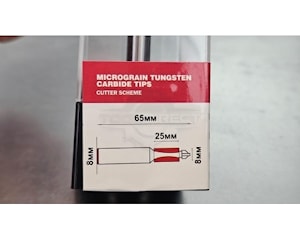 MICROGRAIN TUNGSTEN
CARBIDE TIPS
CUTTER SCHEME
65мм
25мм
8мм
8мм